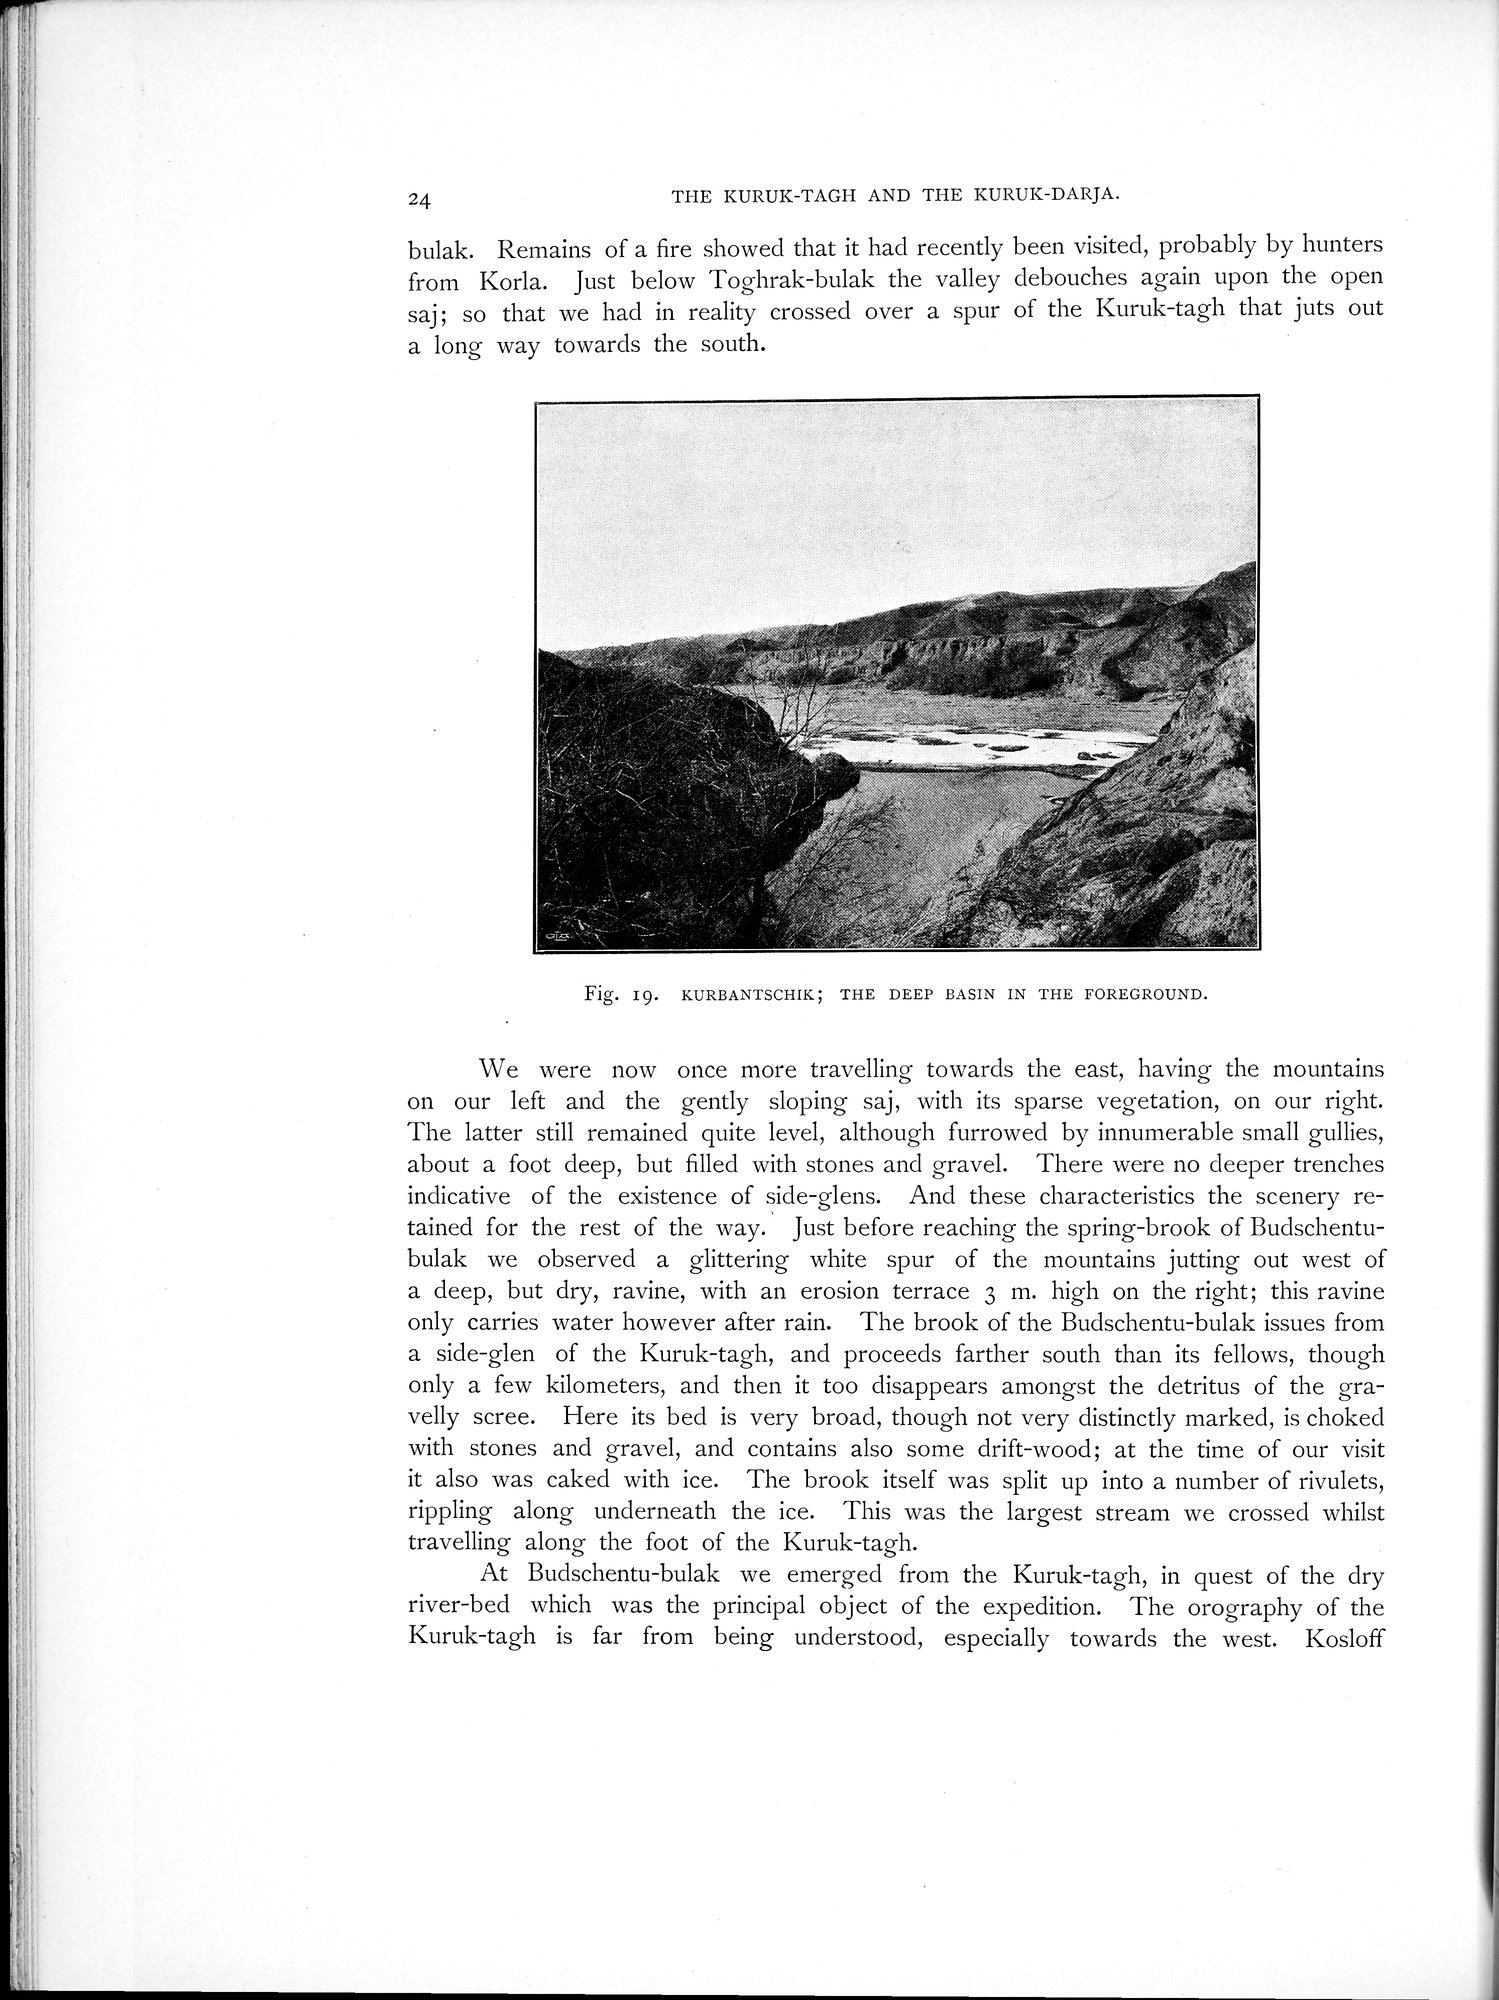 24
THE KURUK-TAGH AND THE KURUK-DARJA.
bulak. Remains of a fire showed that it had recently been visited, probably by hunters
from Korla. Just below Toghrak-bulak the valley debouches again upon the open
saj; so that we had in reality crossed over a spur of the Kuruk-tagh that juts out
a long way towards the south.
Fig. 19. KURBANTSCHIK; THE DEEP BASIN IN THE FOREGROUND.
We were now once more travelling towards the east, having the mountains
on our left and the gently sloping saj, with its sparse vegetation, on our right.
The latter still remained quite level, although furrowed by innumerable small gullies,
about a foot deep, but filled with stones and gravel. There were no deeper trenches
indicative of the existence of side-glens. And these characteristics the scenery re-
tained for the rest of the way. Just before reaching the spring-brook of Budschentu-
bulak we observed a glittering white spur of the mountains jutting out west of
a deep, but dry, ravine, with an erosion terrace 3 m. high on the right; this ravine
only carries water however after rain. The brook of the Budschentu-bulak issues from
a side-glen of the Kuruk-tagh, and proceeds farther south than its fellows, though
only a few kilometers, and then it too disappears amongst the detritus of the gra-
velly scree. Here its bed is very broad, though not very distinctly marked, is choked
with stones and gravel, and contains also some drift-wood; at the time of our visit
it also was caked with ice. The brook itself was split up into a number of rivulets,
rippling along underneath the ice. This was the largest stream we crossed whilst
travelling along the foot of the Kuruk-tagh.
At Budschentu-bulak we emerged from the Kuruk-tagh, in quest of the dry
river-bed which was the principal object of the expedition. The orography of the
Kuruk-tagh is far from being understood, especially towards the west. Kosloff